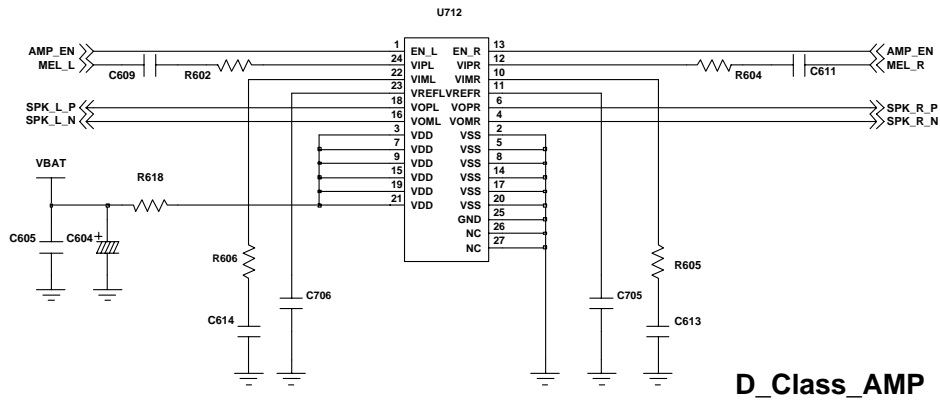 U712
AMP_EN 1 EN_L EN_R 13 AMP_EN
MEL_L C609 R602 24 VIPL VIPR 12 R604 C611 MEL_R
22 VIML VIMR 10
23 VREFL VREFR 11
SPK_L_P 18 VOPL VOPR 6 SPK_R_P
SPK_L_N 16 VOML VOMR 4 SPK_R_N
3 VDD VSS 2
7 VDD VSS 5
9 VDD VSS 8
15 VDD VSS 14
19 VDD VSS 17
21 VDD VSS 20
GND 25
NC 26
NC 27
VBAT
R618
C605 C604 +
R606 R605
C706 C705
C614 C613
D_Class_AMP